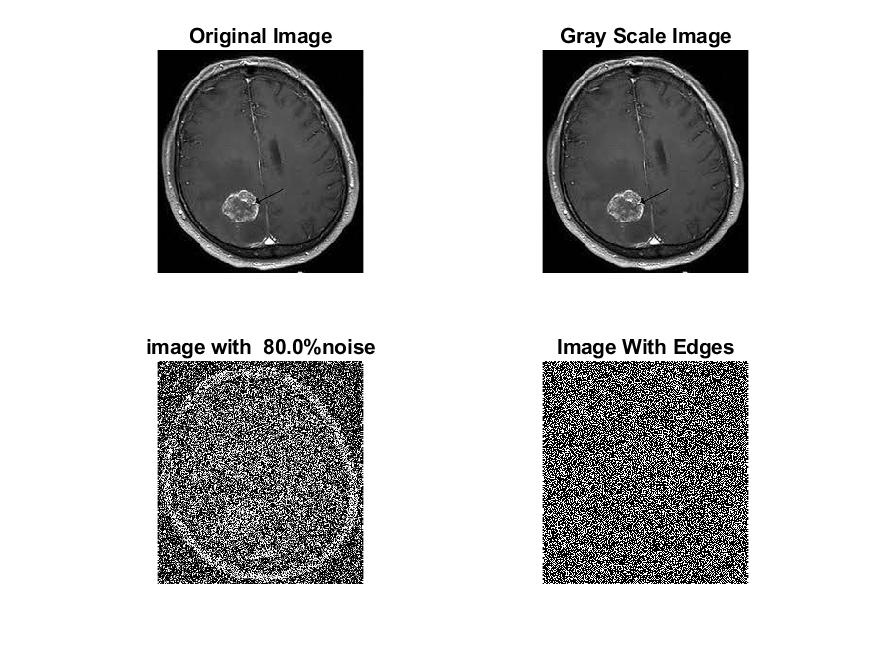 Original Image
Gray Scale Image
image with  80.0%noise
Image With Edges